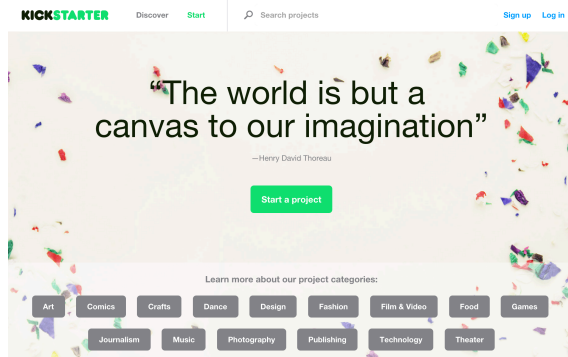 KICKSTARTER Discover Start Search projects Sign up Log in
“The world is but a
canvas to our imagination”
—Henry David Thoreau
Start a project
Learn more about our project categories:
Art Comics Crafts Dance Design Fashion Film & Video Food Games
Journalism Music Photography Publishing Technology Theater